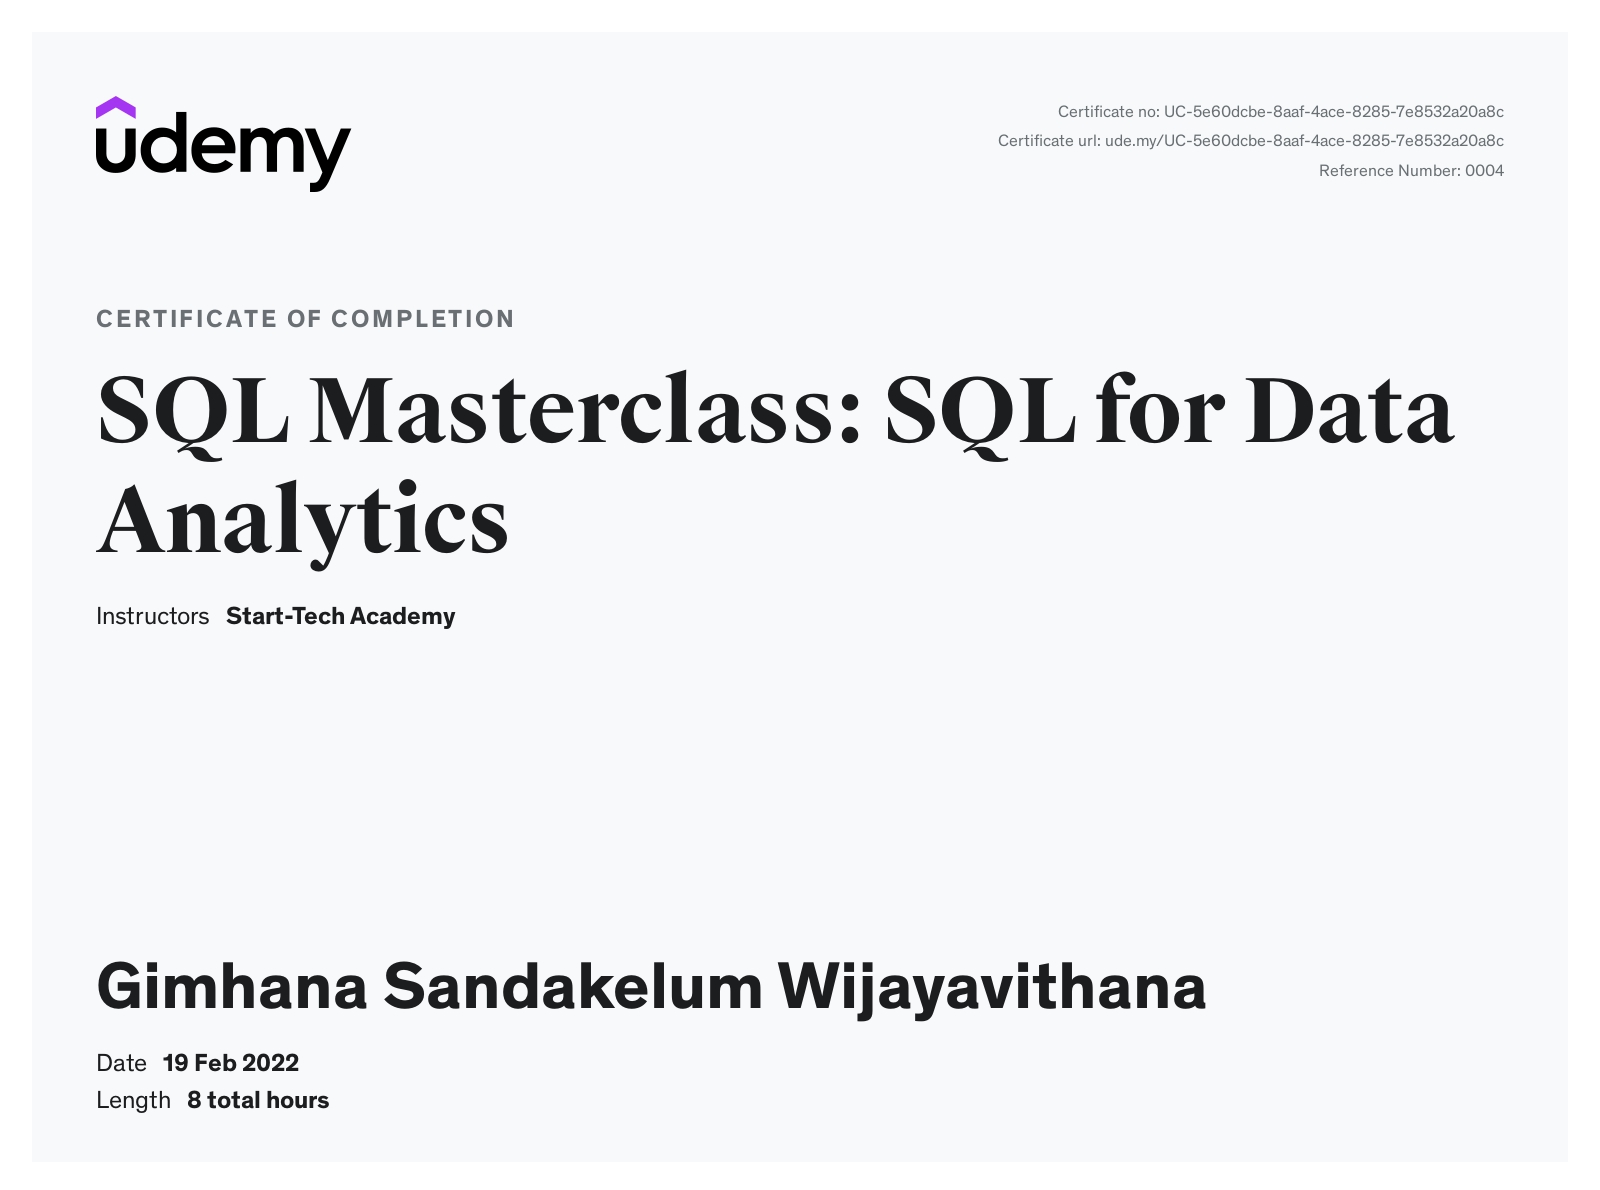 udemy
Certificate no: UC-5e60dcbe-8aaf-4ace-8285-7e8532a20a8c
Certificate url: ude.my/UC-5e60dcbe-8aaf-4ace-8285-7e8532a20a8c
Reference Number: 0004
CERTIFICATE OF COMPLETION
SQL Masterclass: SQL for Data
Analytics
Instructors Start-Tech Academy
Gimhana Sandakelum Wijayavithana
Date 19 Feb 2022
Length 8 total hours